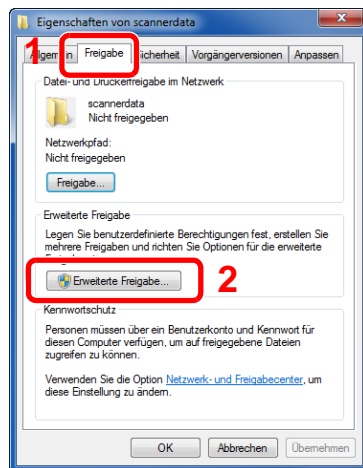 Eigenschaften von scannerdata
1
Freigabe Sicherheit Vorgängerversionen Anpassen
Datei- und Druckerfreigabe im Netzwerk
scannerdata
Nicht freigegeben
Netzwerkpfad:
Nicht freigegeben
Freigabe...
Erweiterte Freigabe
Legen Sie benutzerdefinierte Berechtigungen fest, erstellen Sie
mehrere Freigaben und richten Sie Optionen für die erweiterte
Erweiterte Freigabe... 2
Kennwortschutz
Personen müssen über ein Benutzerkonto und Kennwort für
diesen Computer verfügen, um auf freigegebene Dateien
zugreifen zu können.
Verwenden Sie die Option Netzwerk- und Freigabecenter, um
diese Einstellung zu ändern.
OK Abbrechen Übernehmen